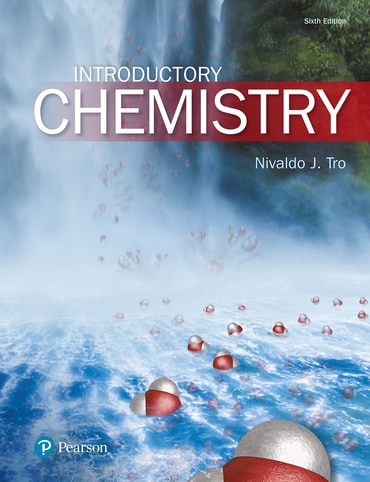 Sixth Edition
INTRODUCTORY
CHEMISTRY
Nivaldo J. Tro
Pearson